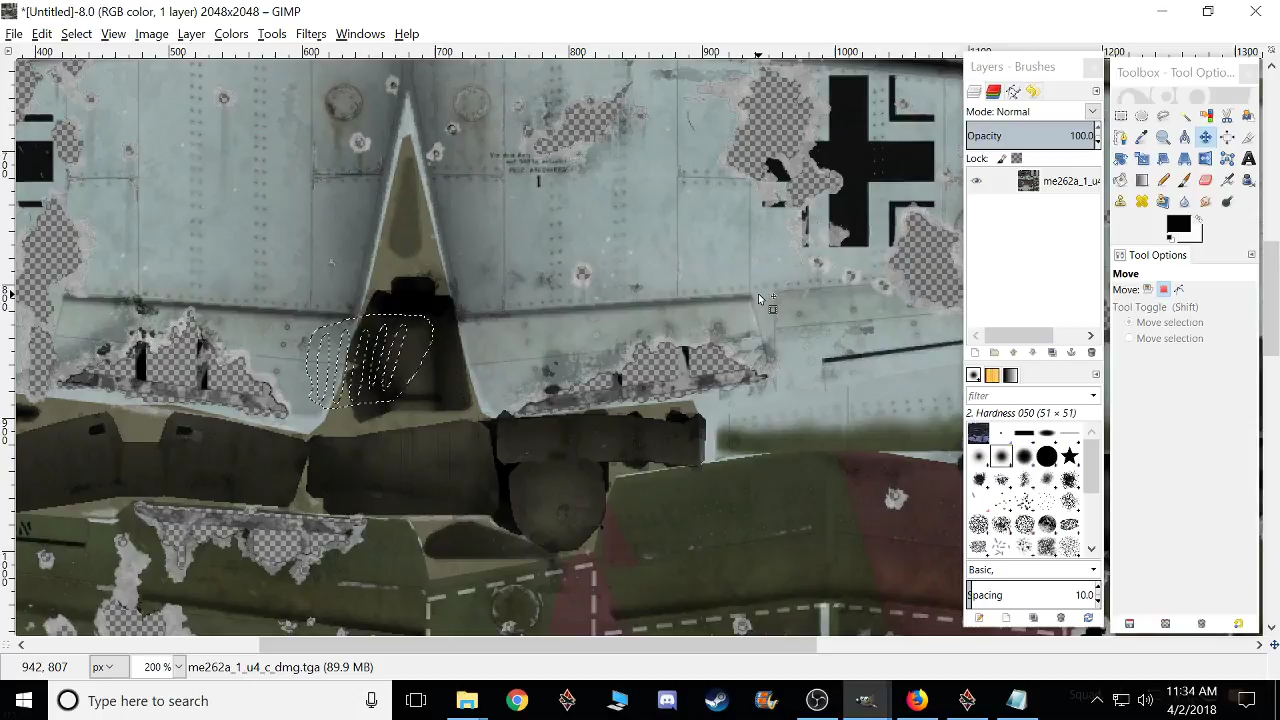 *[Untitled]-8.0 (RGB color, 1 layer) 2048x2048 – GIMP
File Edit Select View Image Layer Colors Tools Filters Windows Help
400 500 600 700 800 900 1000 1100 1200 1300
Layers - Brushes
Toolbox - Tool Optio...
Mode: Normal
Opacity 100.0
Lock:
me262a_1_u4
Tool Options
Move
Move:
Tool Toggle (Shift)
Move selection
Move selection
filter
2. Hardness 050 (51 × 51)
Basic,
Spacing 10.0
942, 807 px 200 % me262a_1_u4_c_dmg.tga (89.9 MB)
Type here to search
11:34 AM
4/2/2018